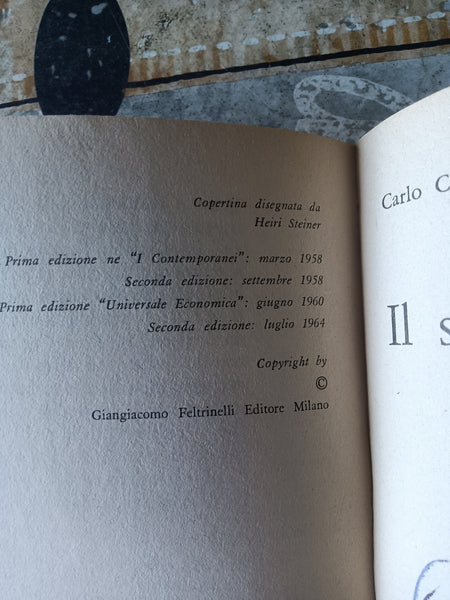 Copertina disegnata da
Heiri Steiner
Prima edizione ne "I Contemporanei": marzo 1958
Seconda edizione: settembre 1958
Prima edizione "Universale Economica": giugno 1960
Seconda edizione: luglio 1964
Copyright by
©
Giangiacomo Feltrinelli Editore Milano
Carlo C
Il s